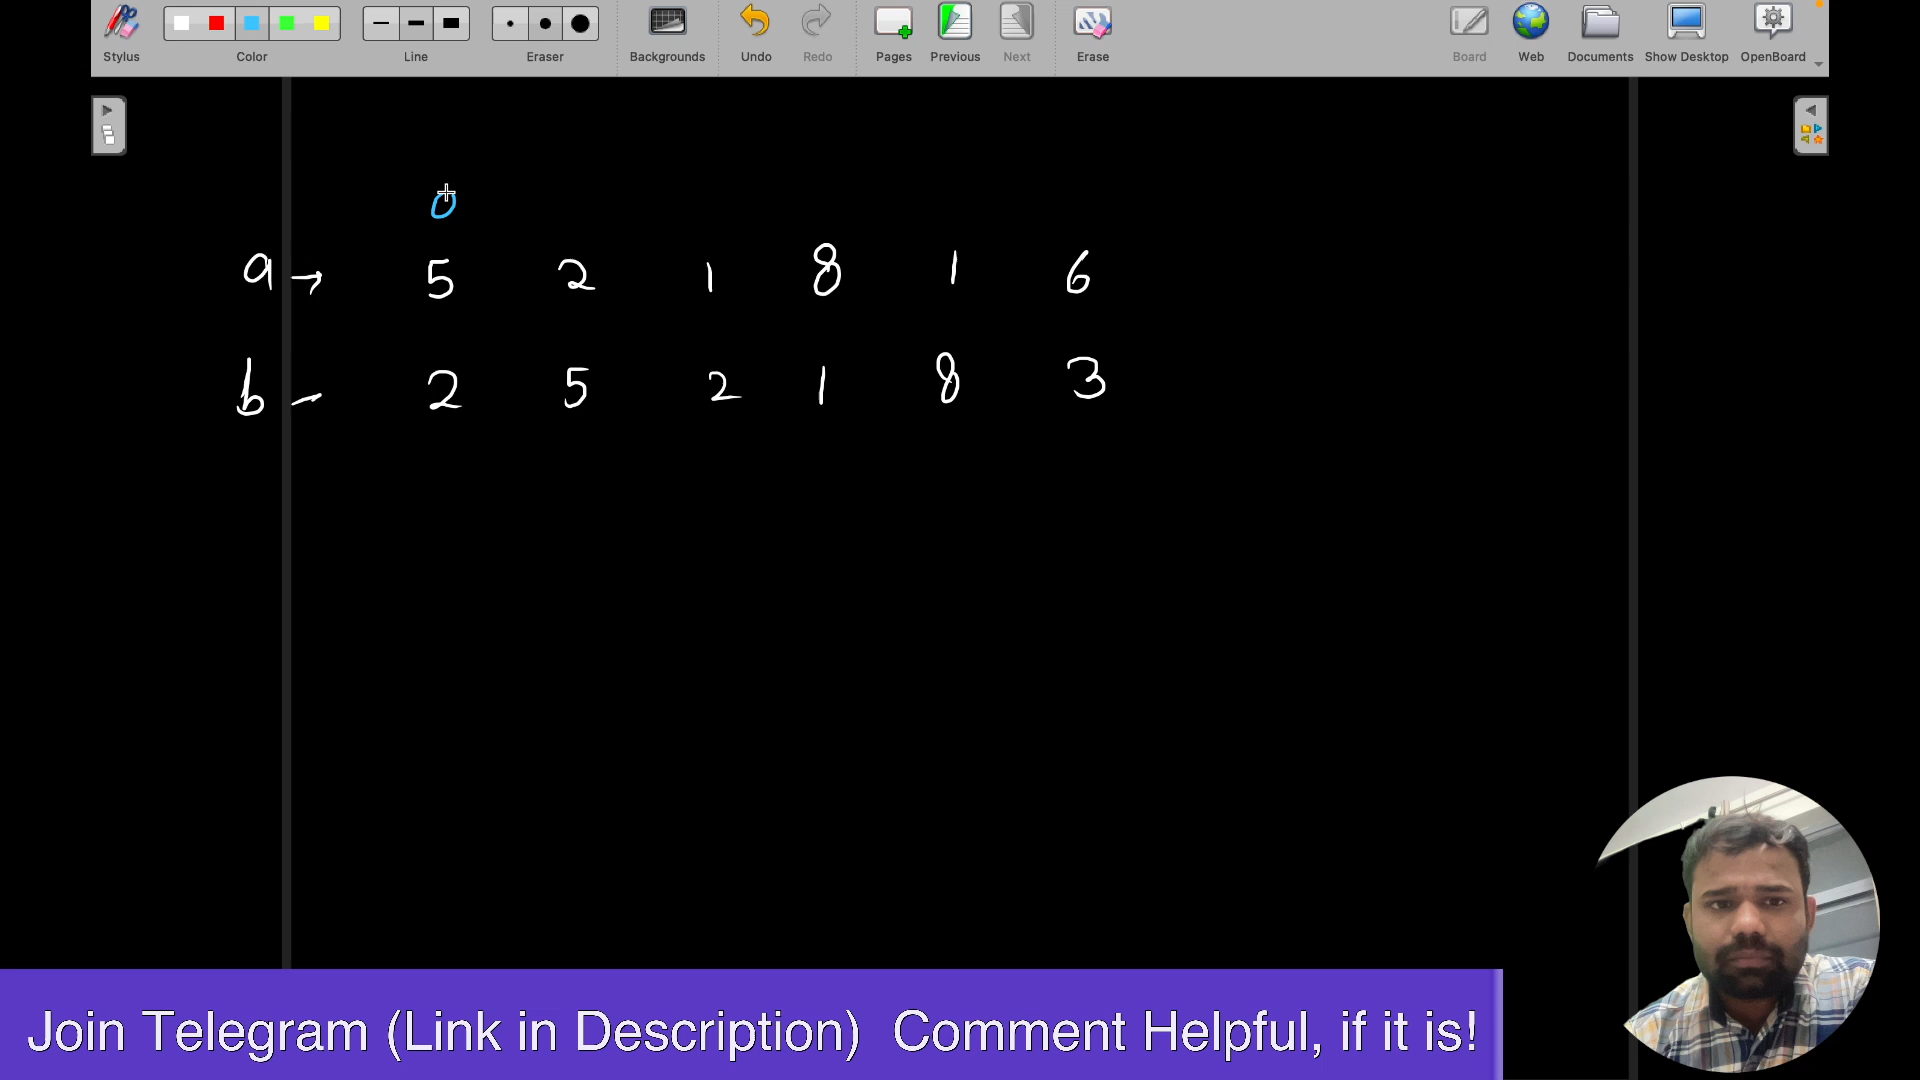 Stylus Color Line Eraser Backgrounds Undo Redo Pages Previous Next Erase Board Web Documents Show Desktop OpenBoard
0
a → 5 2 1 8 1 6
b - 2 5 2 1 8 3
Join Telegram (Link in Description) Comment Helpful, if it is!